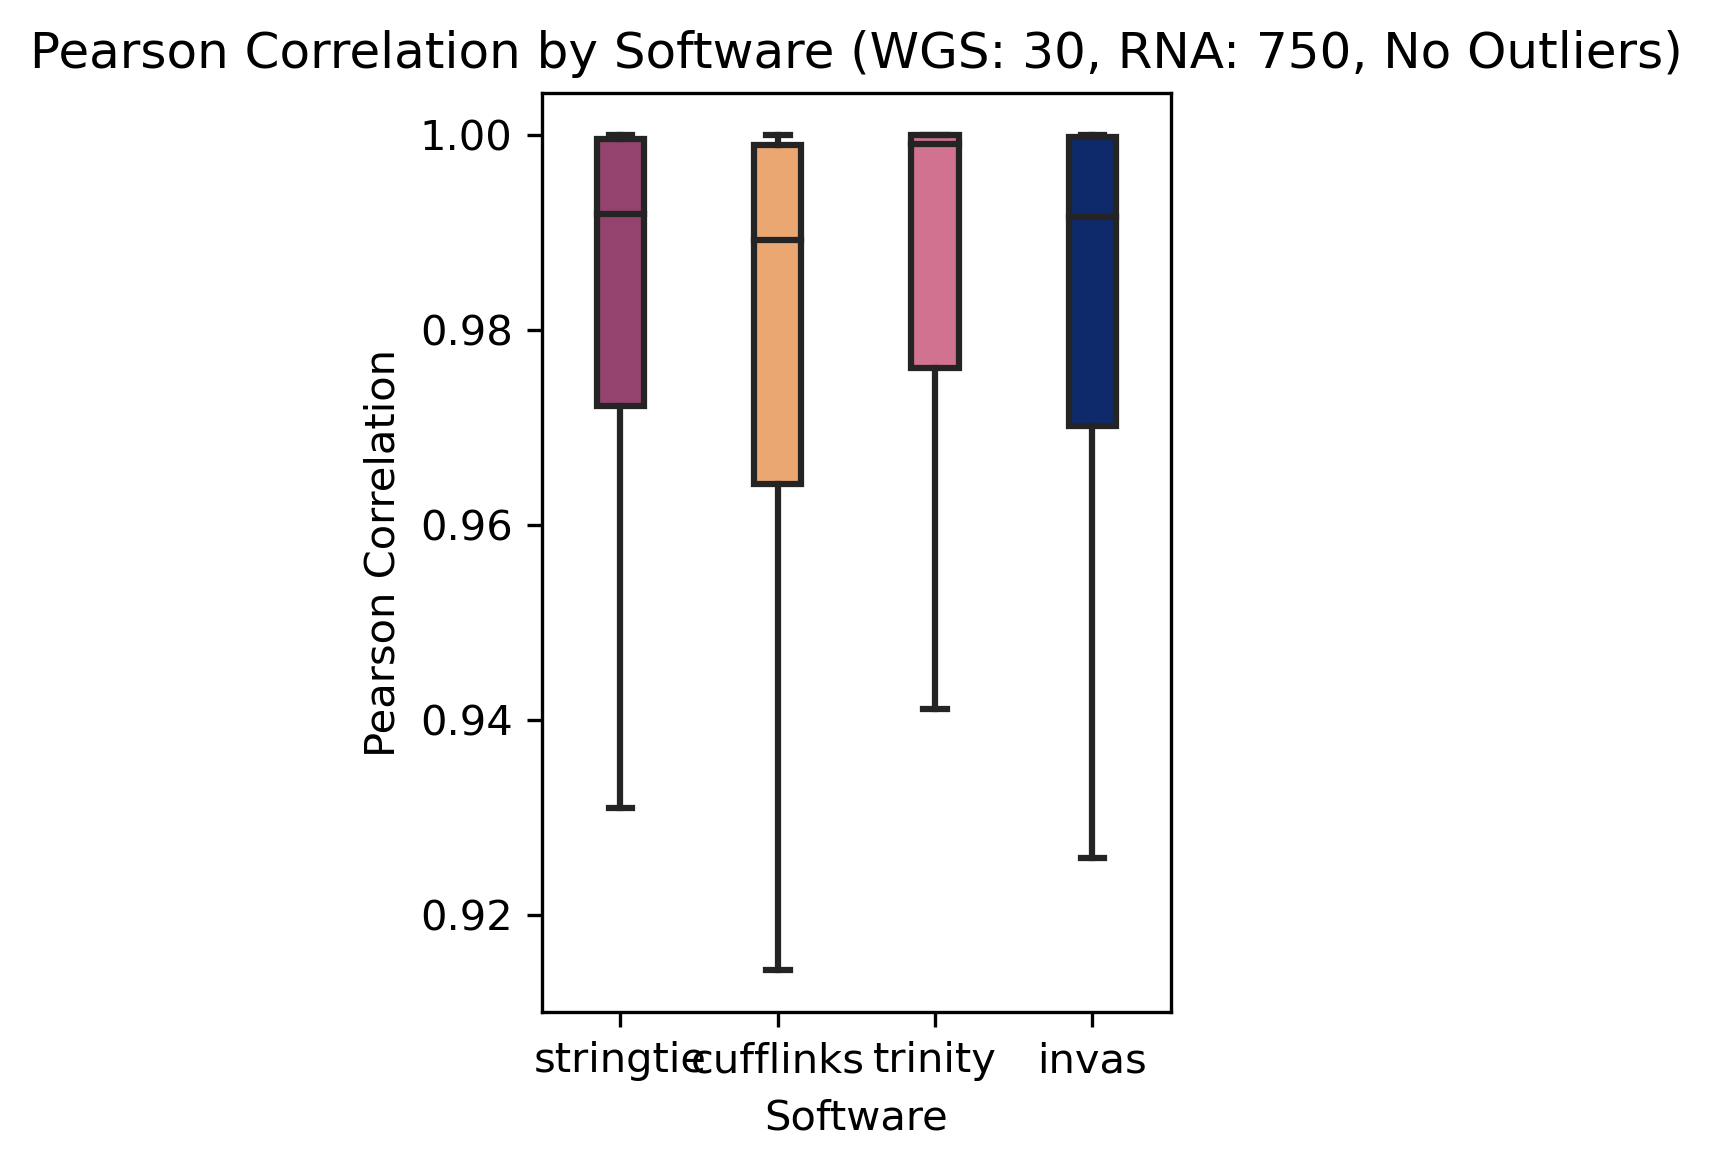 Pearson Correlation by Software (WGS: 30, RNA: 750, No Outliers)
1.00
0.98
0.96
0.94
0.92
Pearson Correlation
stringtie cufflinks trinity invas
Software